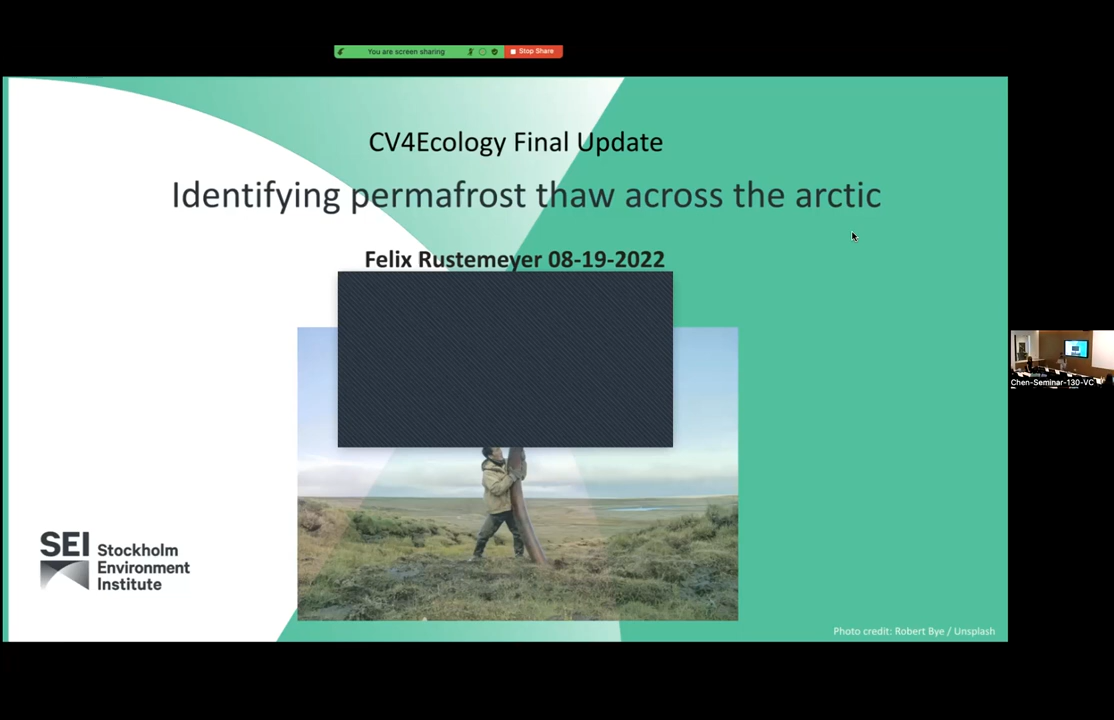 You are screen sharing
Stop Share
CV4Ecology Final Update
Identifying permafrost thaw across the arctic
Felix Rustemeyer 08-19-2022
Chen-Seminar-130-VC
SEI Stockholm
Environment
Institute
Photo credit: Robert Bye / Unsplash